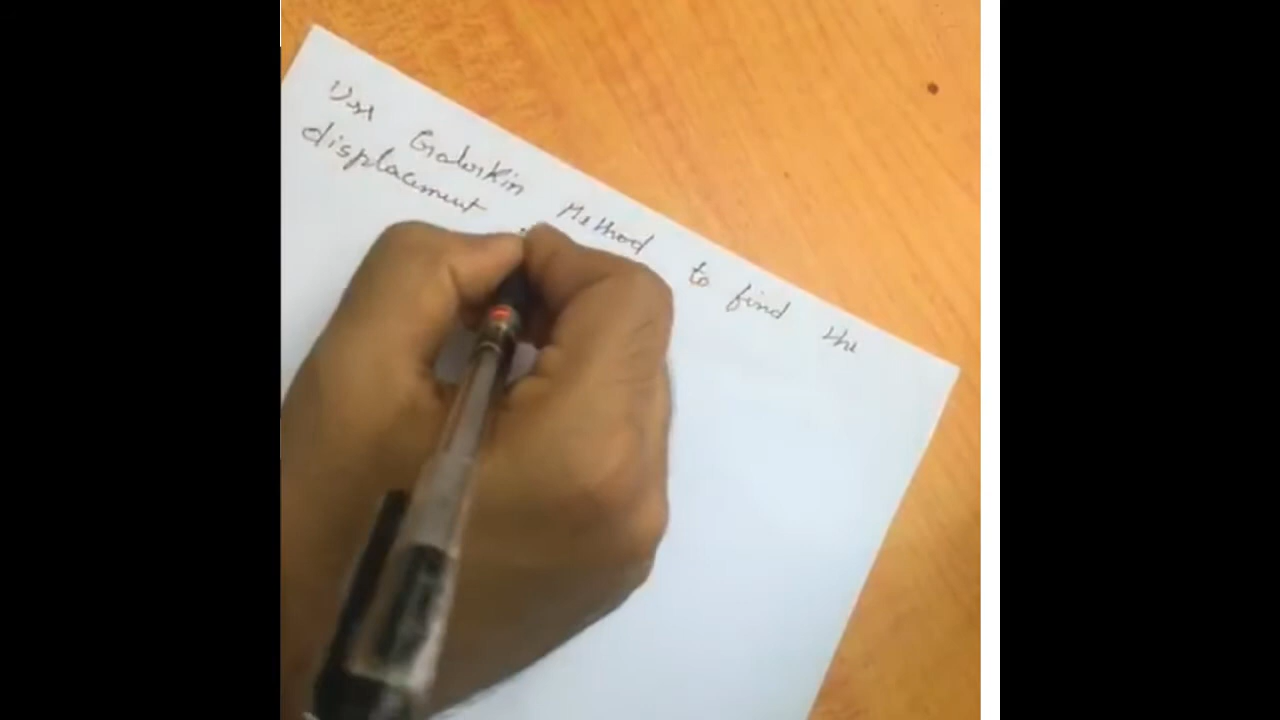 Use Galerkin Method to find the
displacement